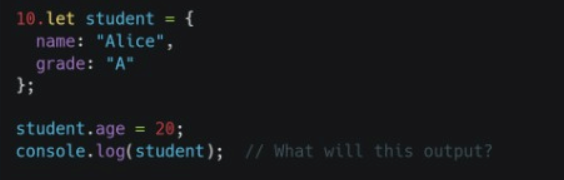 10.let student = {
  name: "Alice",
  grade: "A"
};

student.age = 20;
console.log(student);  // What will this output?